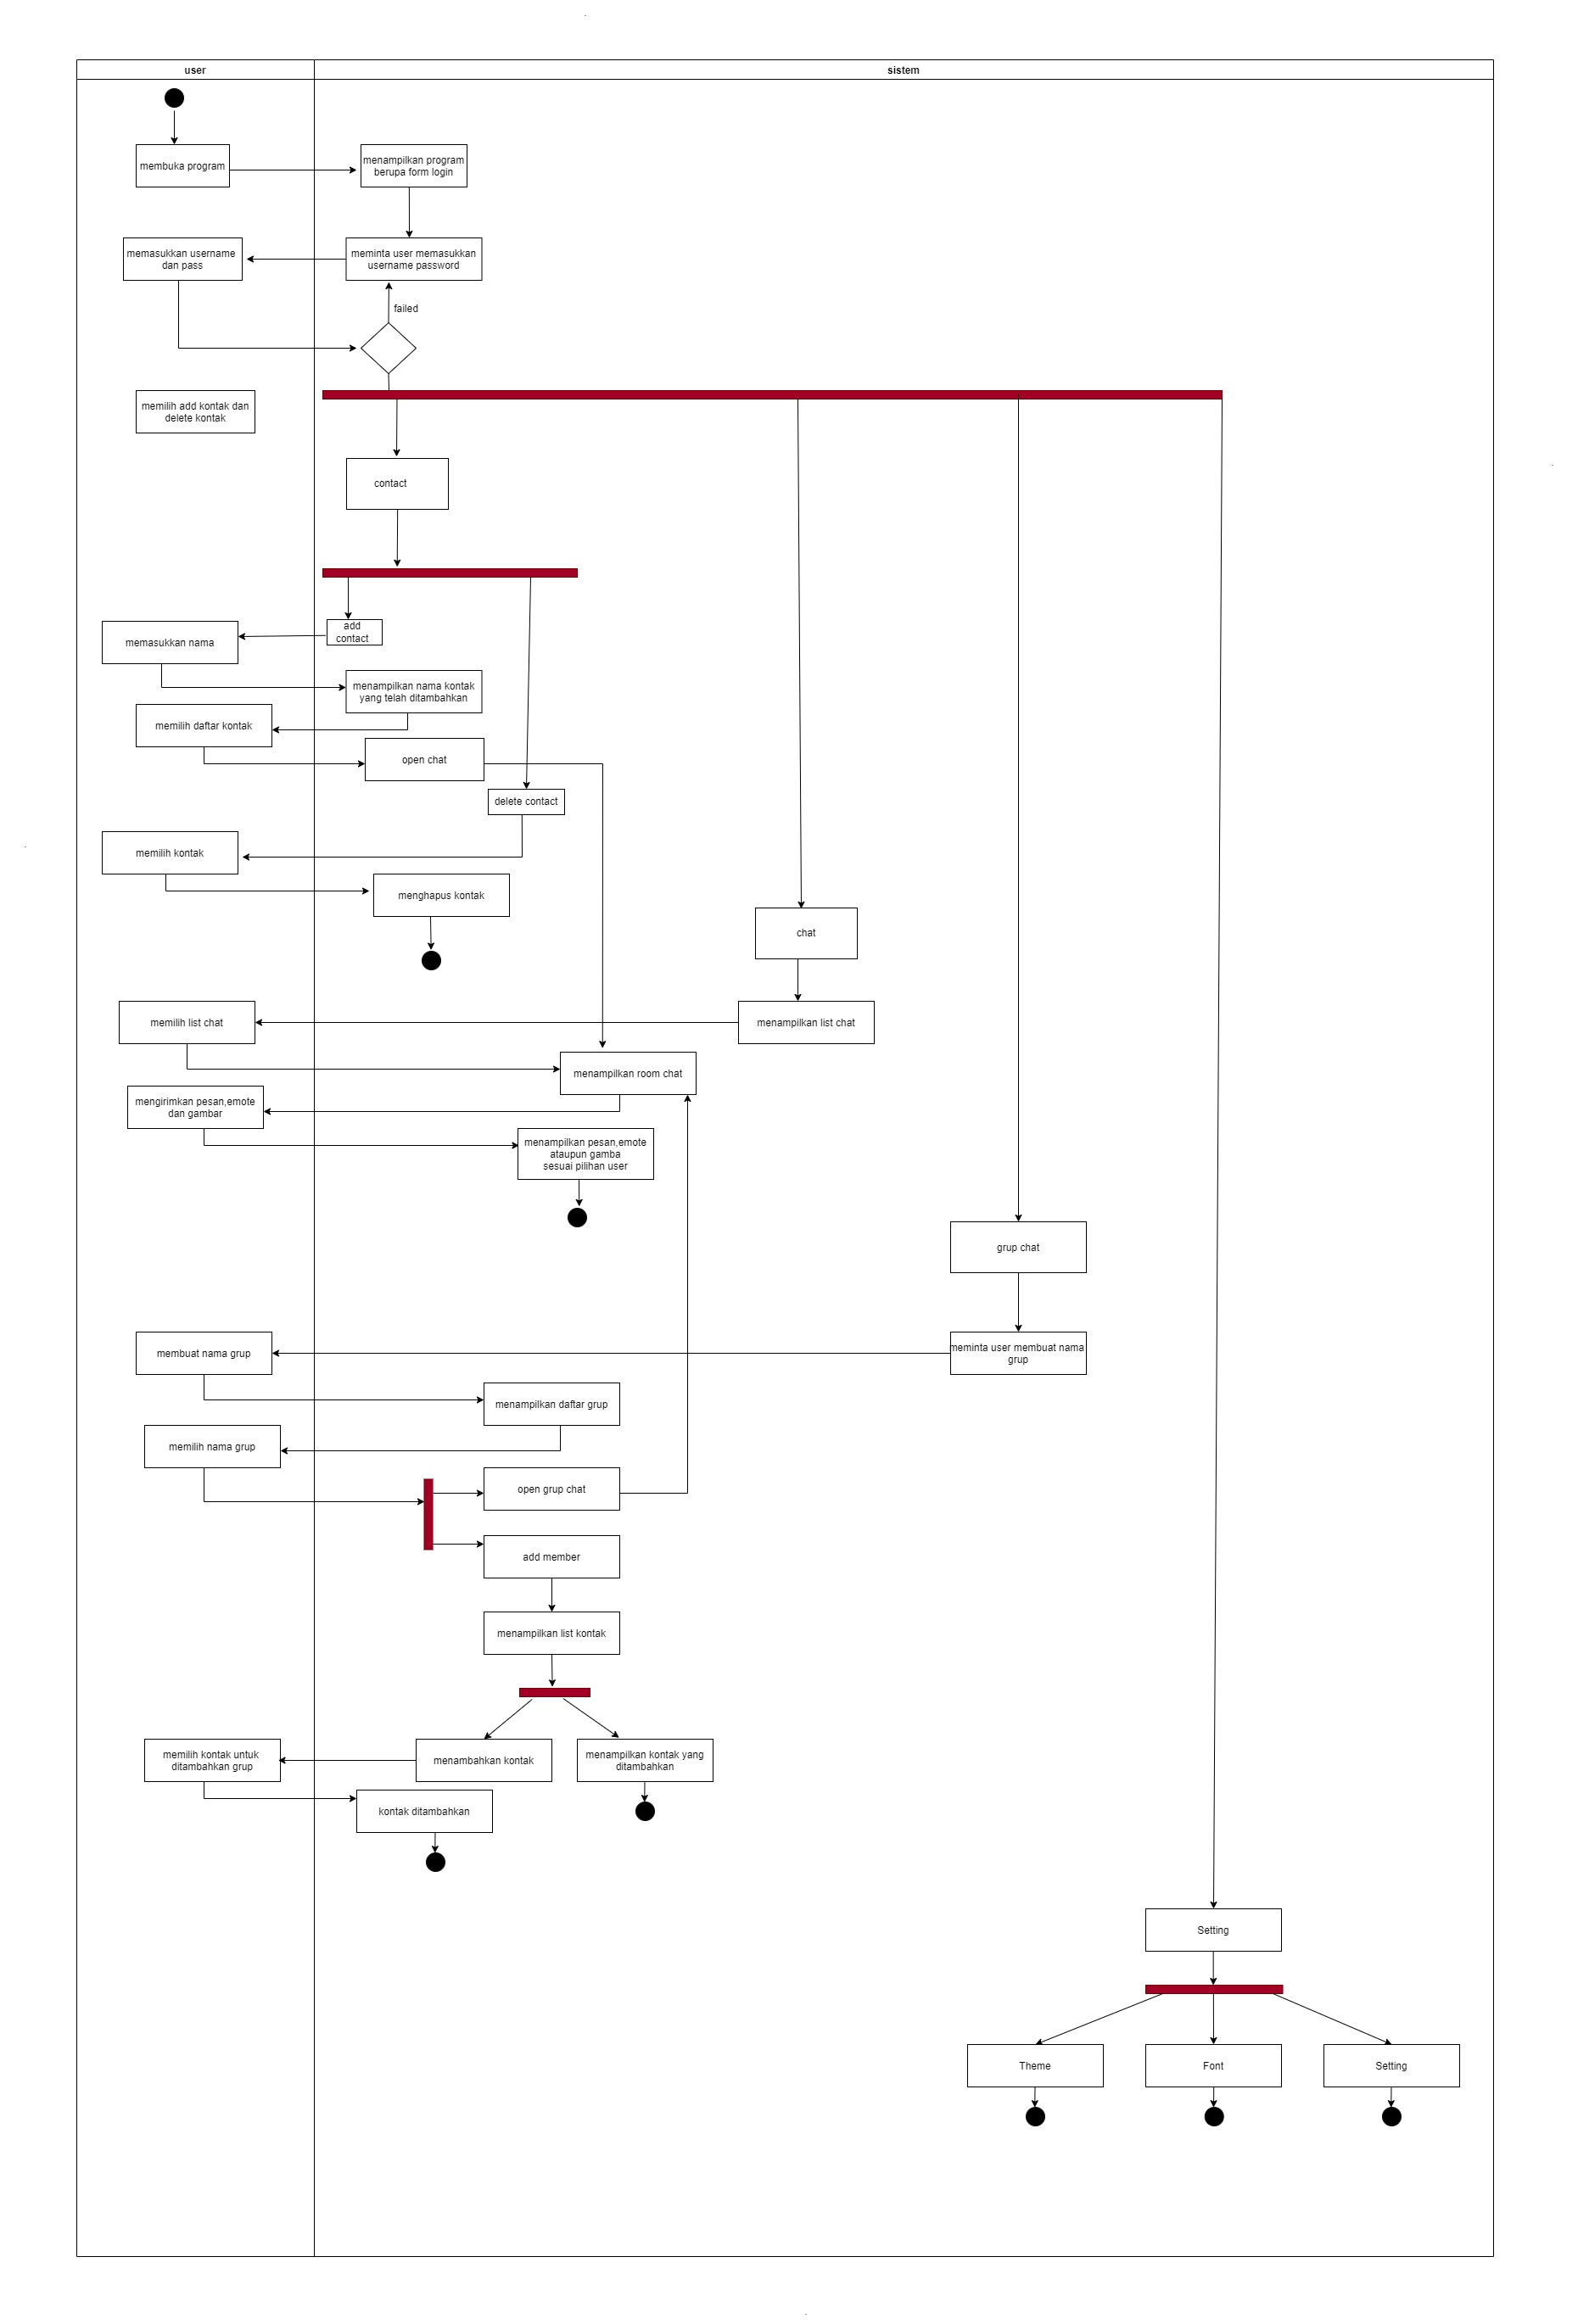 user
sistem
membuka program
menampilkan program
berupa form login
memasukkan username
dan pass
meminta user memasukkan
username password
failed
memilih add kontak dan
delete kontak
contact
add
contact
memasukkan nama
menampilkan nama kontak
yang telah ditambahkan
memilih daftar kontak
open chat
delete contact
memilih kontak
menghapus kontak
chat
memilih list chat
menampilkan list chat
menampilkan room chat
mengirimkan pesan,emote
dan gambar
menampilkan pesan,emote
ataupun gamba
sesuai pilihan user
grup chat
membuat nama grup
meminta user membuat nama
grup
menampilkan daftar grup
memilih nama grup
open grup chat
add member
menampilkan list kontak
memilih kontak untuk
ditambahkan grup
menambahkan kontak
menampilkan kontak yang
ditambahkan
kontak ditambahkan
Setting
Theme
Font
Setting